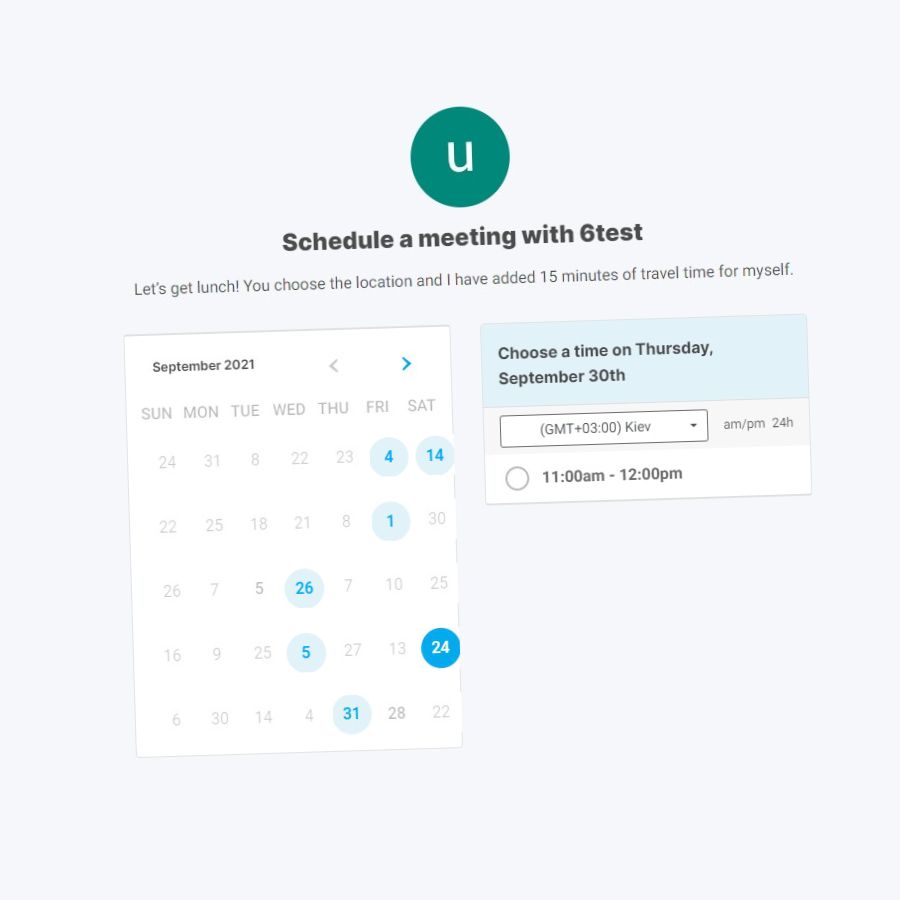 u
Schedule a meeting with 6test
Let's get lunch! You choose the location and I have added 15 minutes of travel time for myself.
September 2021
SUN MON TUE WED THU FRI SAT
24 31 8 22 23 4 14
22 25 18 21 8 1 30
26 7 5 26 7 10 25
16 9 25 5 27 13 24
6 30 14 4 31 28 22
Choose a time on Thursday,
September 30th
(GMT+03:00) Kiev am/pm 24h
11:00am - 12:00pm